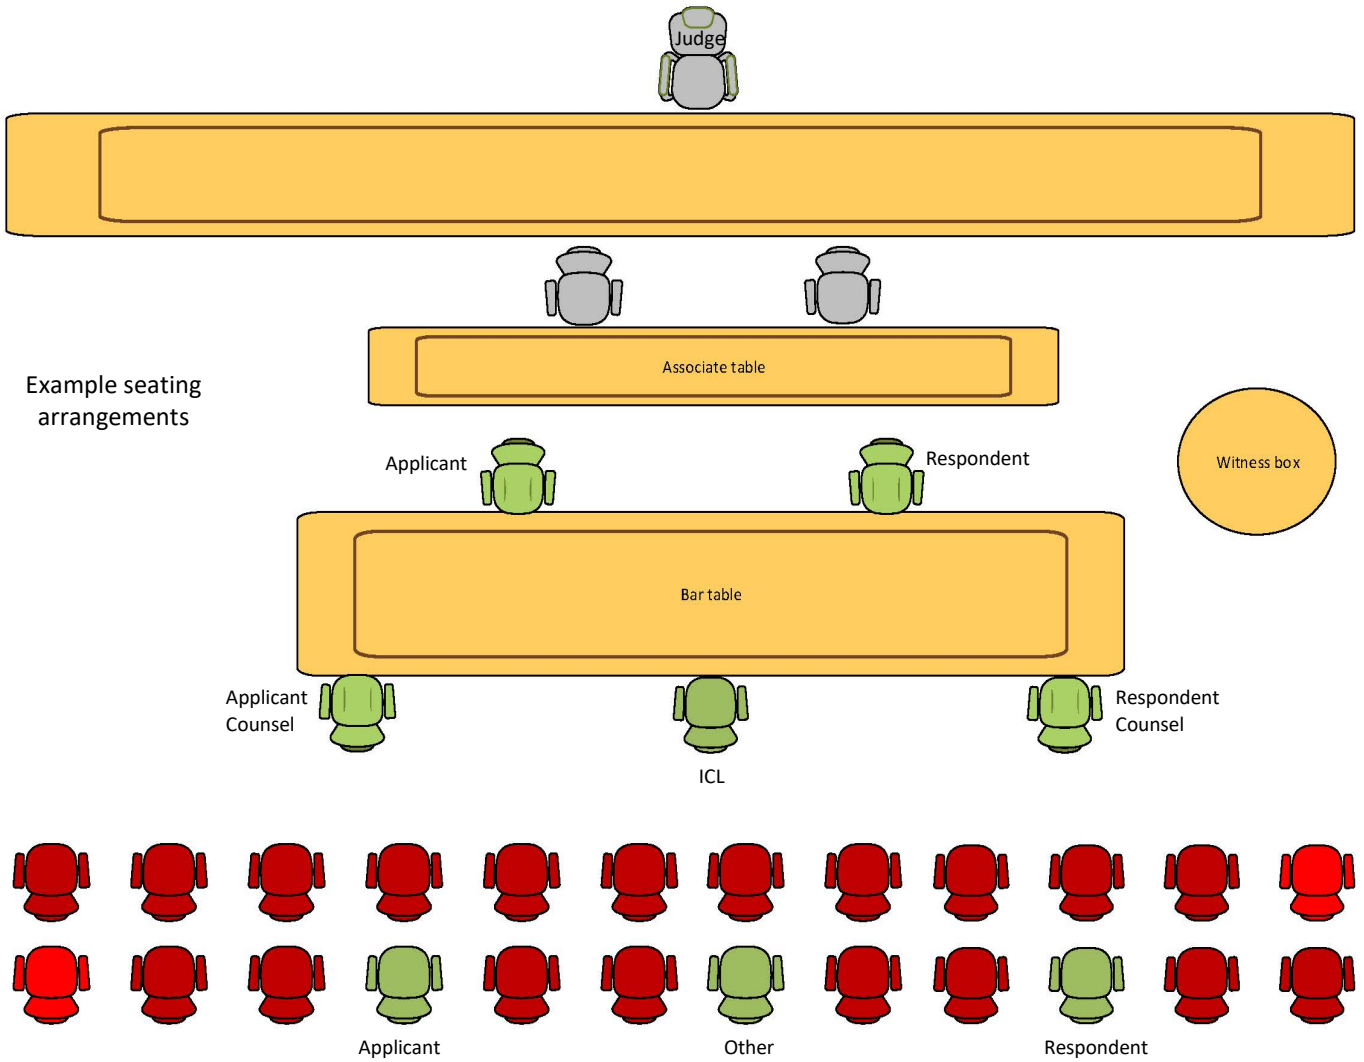 Judge
Associate table
Example seating
arrangements
Applicant
Respondent
Witness box
Bar table
Applicant
Counsel
Respondent
Counsel
ICL
Applicant
Other
Respondent